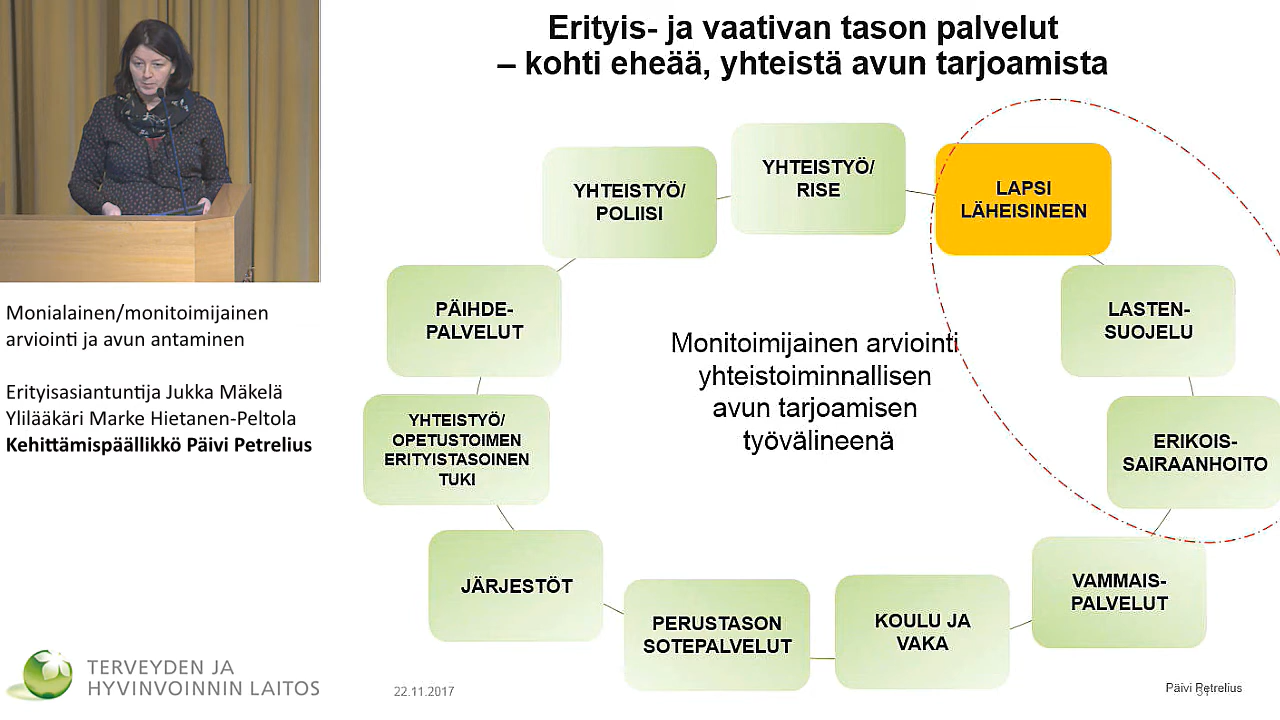 Erityis- ja vaativan tason palvelut
– kohti eheää, yhteistä avun tarjoamista
Monialainen/monitoimijainen
arviointi ja avun antaminen
Erityisasiantuntija Jukka Mäkelä
Ylilääkäri Marke Hietanen-Peltola
Kehittämispäällikkö Päivi Petrelius
YHTEISTYÖ/
RISE
LAPSI
LÄHEISINEEN
LASTEN-
SUOJELU
ERIKOIS-
SAIRAANHOITO
VAMMAIS-
PALVELUT
KOULU JA
VAKA
PERUSTASON
SOTEPALVELUT
JÄRJESTÖT
YHTEISTYÖ/
OPETUSTOIMEN
ERITYISTASOINEN
TUKI
PÄIHDE-
PALVELUT
YHTEISTYÖ/
POLIISI
Monitoimijainen arviointi
yhteistoiminnallisen
avun tarjoamisen
työvälineenä
TERVEYDEN JA
HYVINVOINNIN LAITOS
22.11.2017
Päivi Petrelius